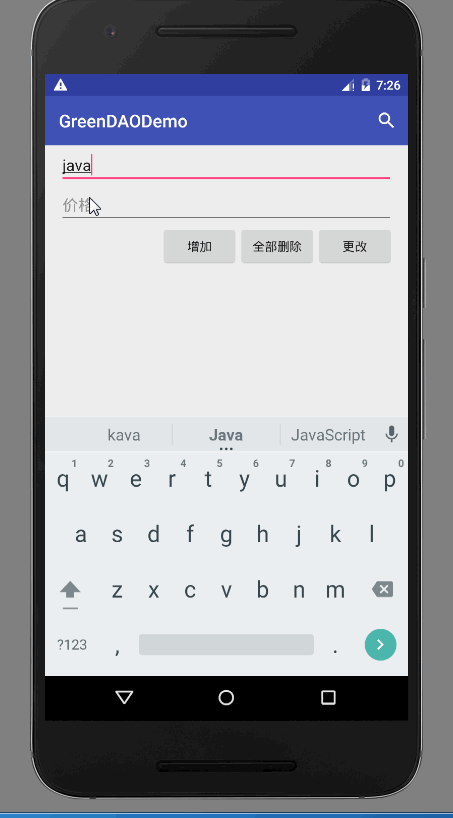 7:26
GreenDAODemo
java
价格
增加 全部删除 更改
kava Java JavaScript
1 2 3 4 5 6 7 8 9 0
q w e r t y u i o p
a s d f g h j k l
z x c v b n m
?123 , .